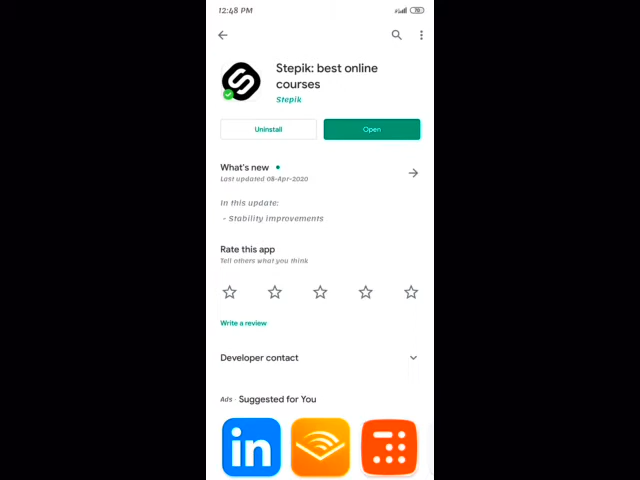 12:48 PM
70
Stepik: best online
courses
Stepik
Uninstall
Open
What's new
Last updated 08-Apr-2020
In this update:
- Stability improvements
Rate this app
Tell others what you think
Write a review
Developer contact
Ads · Suggested for You
in